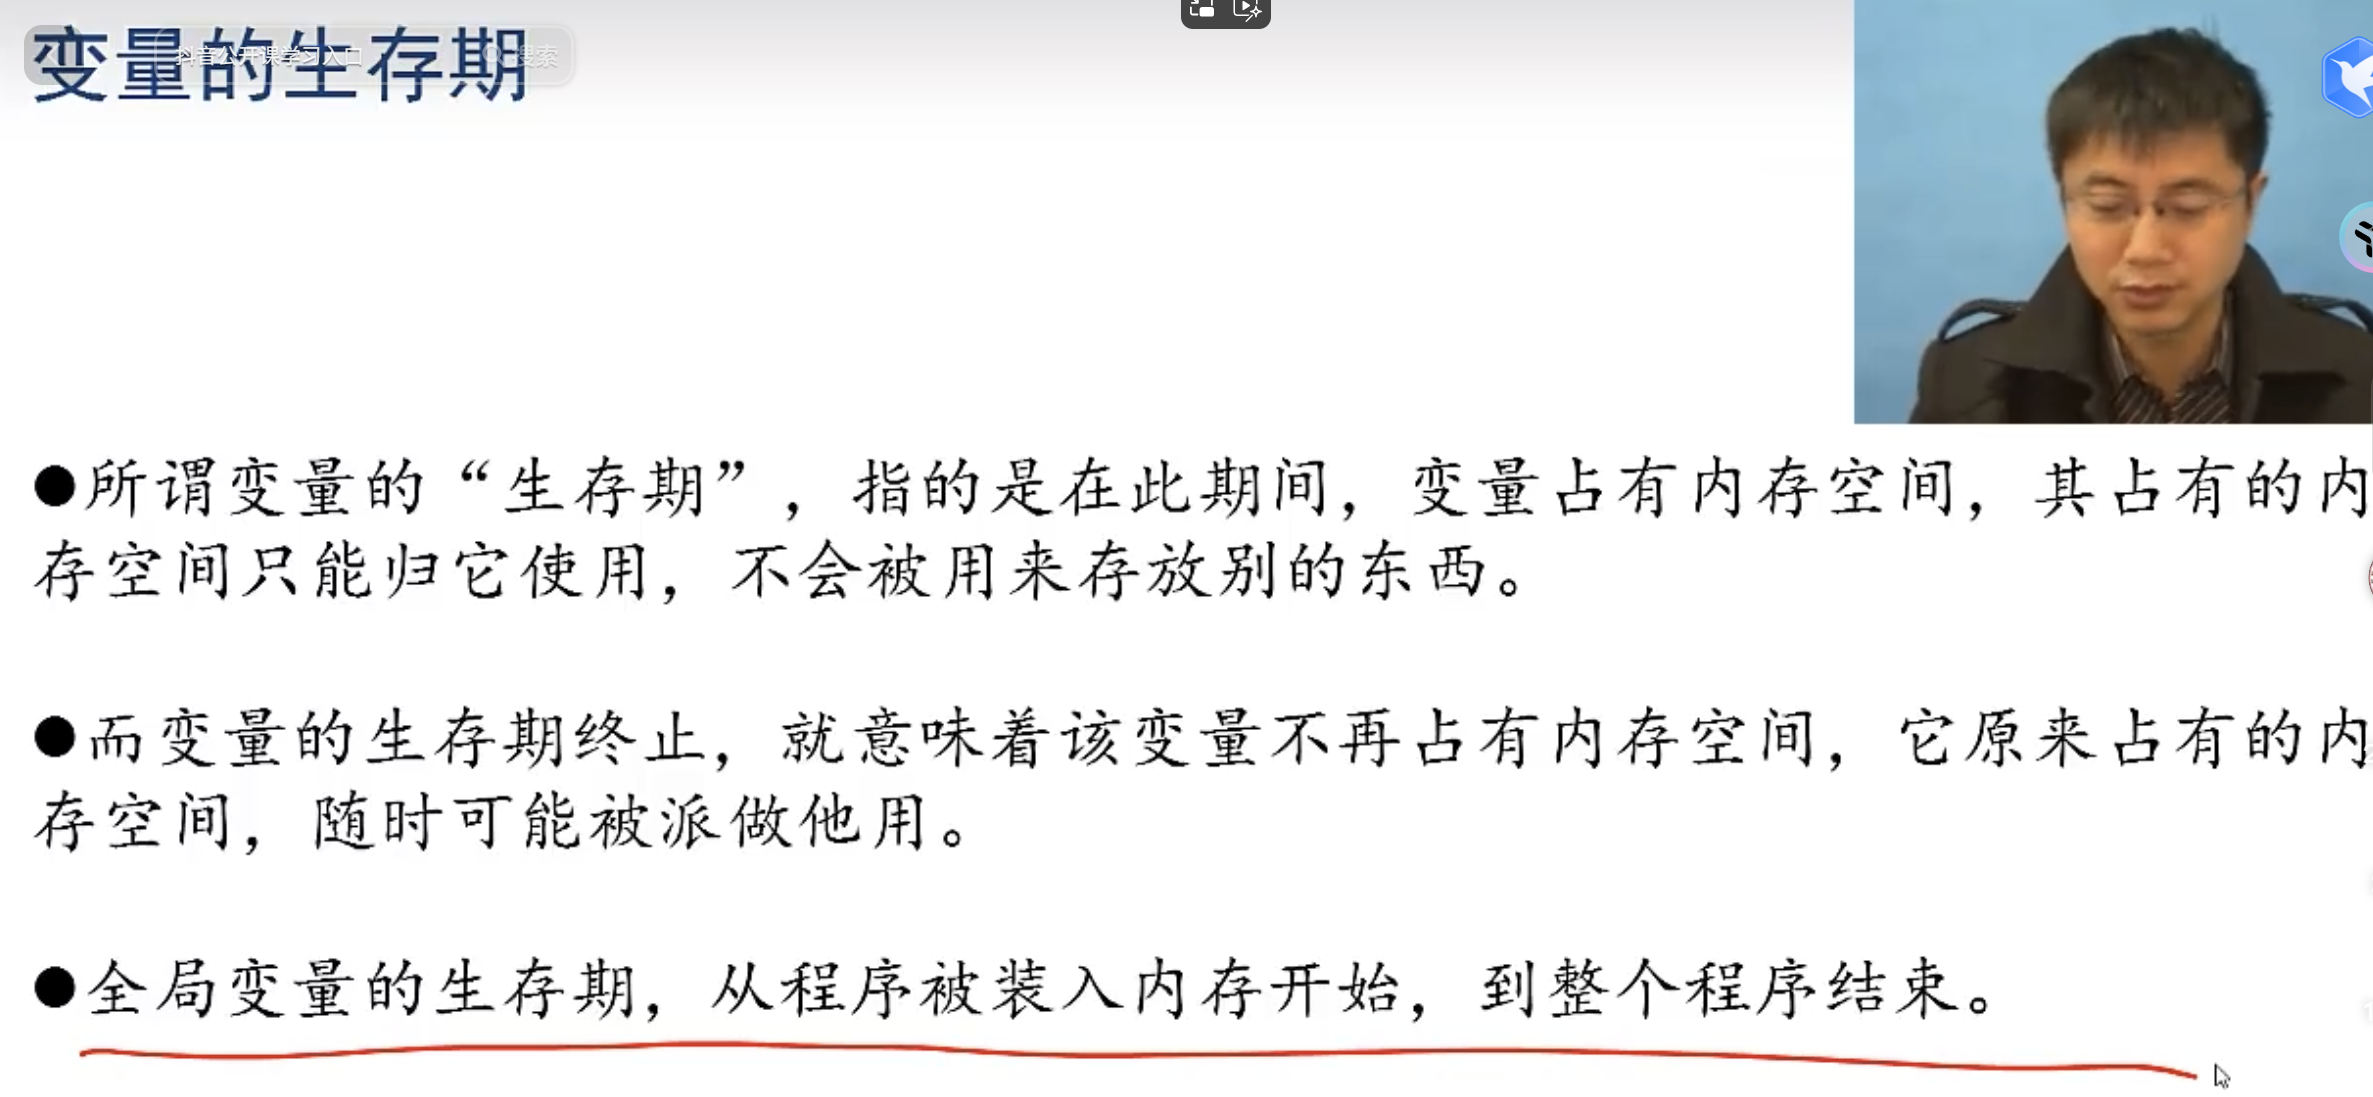 变量的生存期
抖音公开课学习入口 搜索
●所谓变量的“生存期”，指的是在此期间，变量占有内存空间，其占有的内
存空间只能归它使用，不会被用来存放别的东西。
●而变量的生存期终止，就意味着该变量不再占有内存空间，它原来占有的内
存空间，随时可能被派做他用。
●全局变量的生存期，从程序被装入内存开始，到整个程序结束。